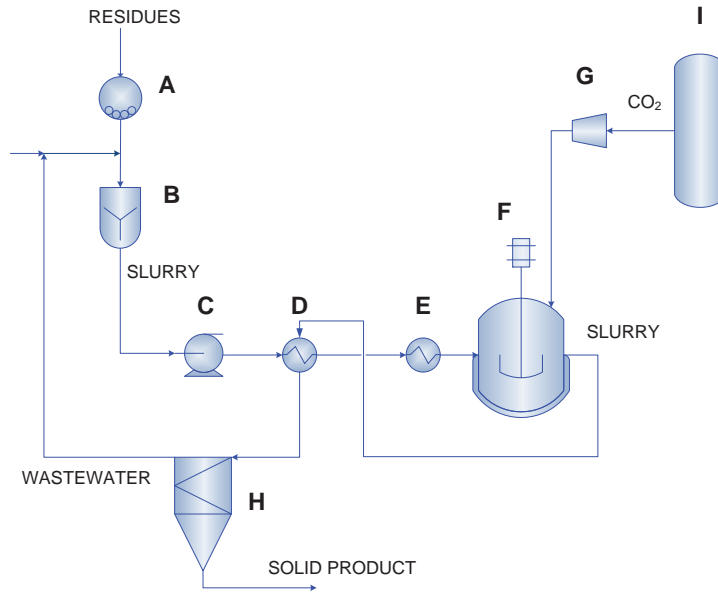 RESIDUES
I
A
G
CO₂
B
F
SLURRY
C
D
E
SLURRY
WASTEWATER
H
SOLID PRODUCT